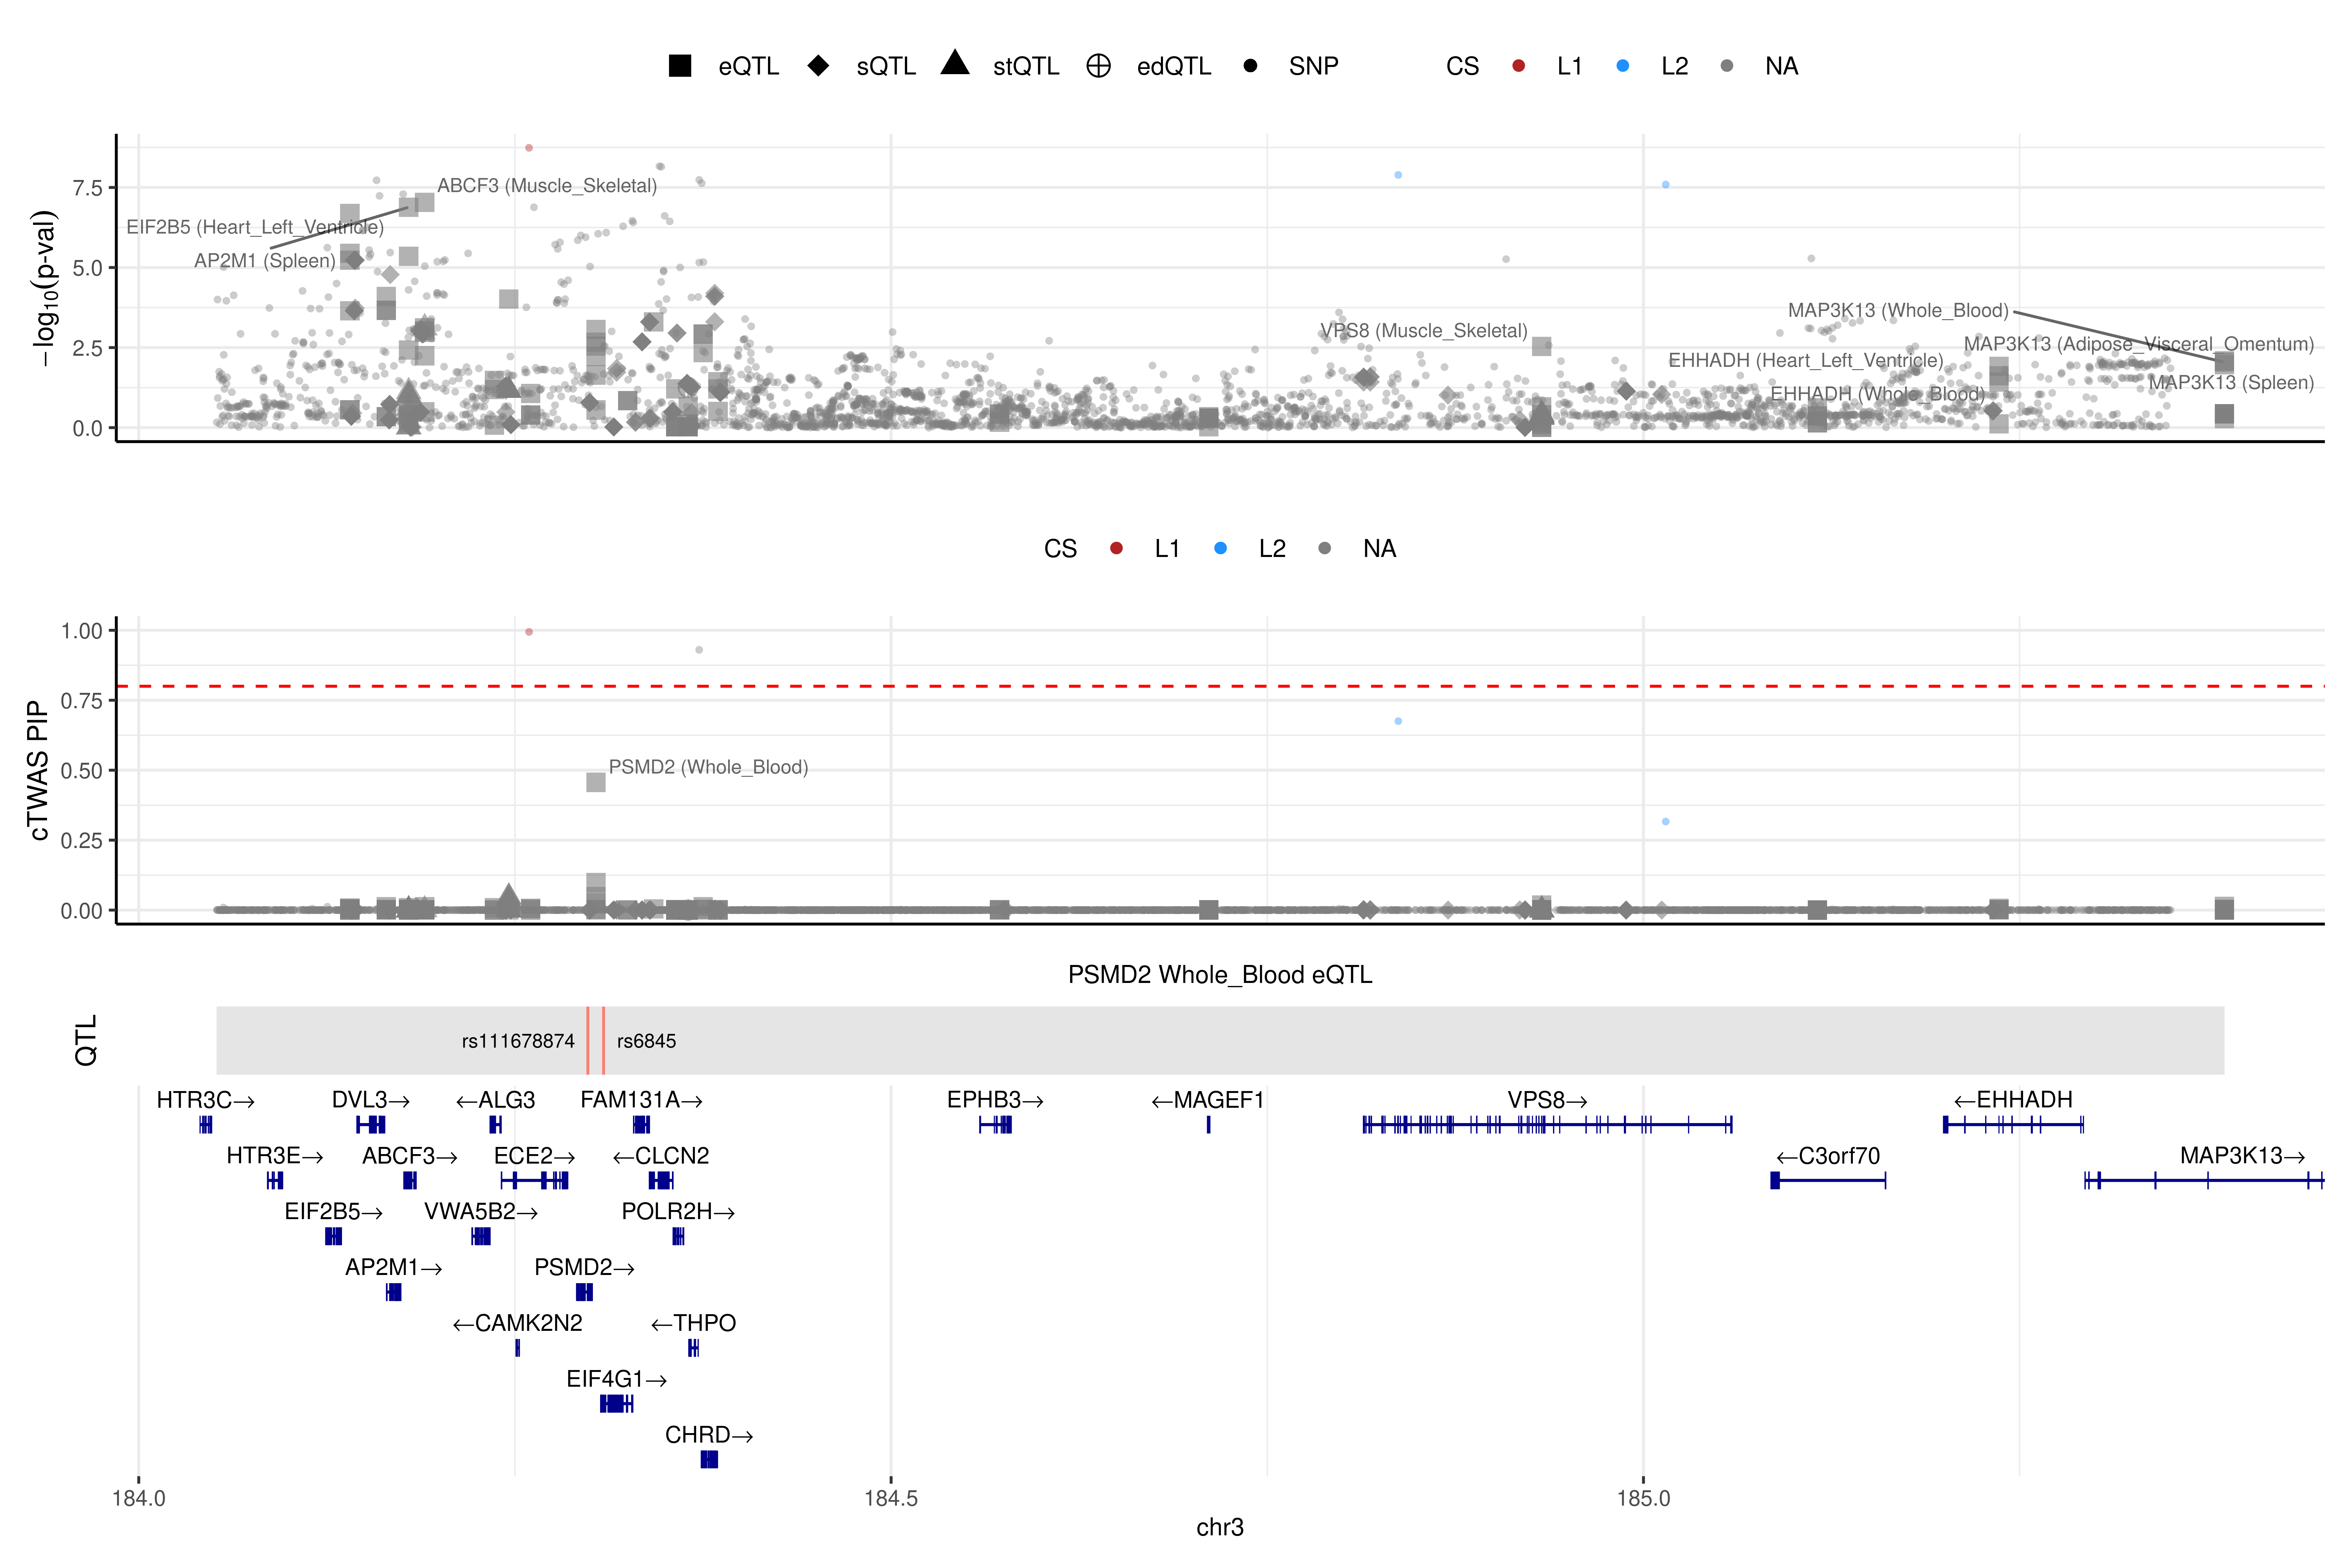 eQTL sQTL stQTL edQTL SNP CS L1 L2 NA
−log10(p-val)
7.5
5.0
2.5
0.0
ABCF3 (Muscle_Skeletal)
EIF2B5 (Heart_Left_Ventricle)
AP2M1 (Spleen)
MAP3K13 (Whole_Blood)
VPS8 (Muscle_Skeletal)
MAP3K13 (Adipose_Visceral_Omentum)
EHHADH (Heart_Left_Ventricle)
MAP3K13 (Spleen)
EHHADH (Whole_Blood)
CS L1 L2 NA
cTWAS PIP
1.00
0.75
0.50
0.25
0.00
PSMD2 (Whole_Blood)
PSMD2 Whole_Blood eQTL
QTL
rs111678874 rs6845
HTR3C→ DVL3→ ←ALG3 FAM131A→ EPHB3→ ←MAGEF1 VPS8→ ←EHHADH
HTR3E→ ABCF3→ ECE2→ ←CLCN2 ←C3orf70 MAP3K13→
EIF2B5→ VWA5B2→ POLR2H→
AP2M1→ PSMD2→
←CAMK2N2 ←THPO
EIF4G1→
CHRD→
184.0 184.5 185.0
chr3